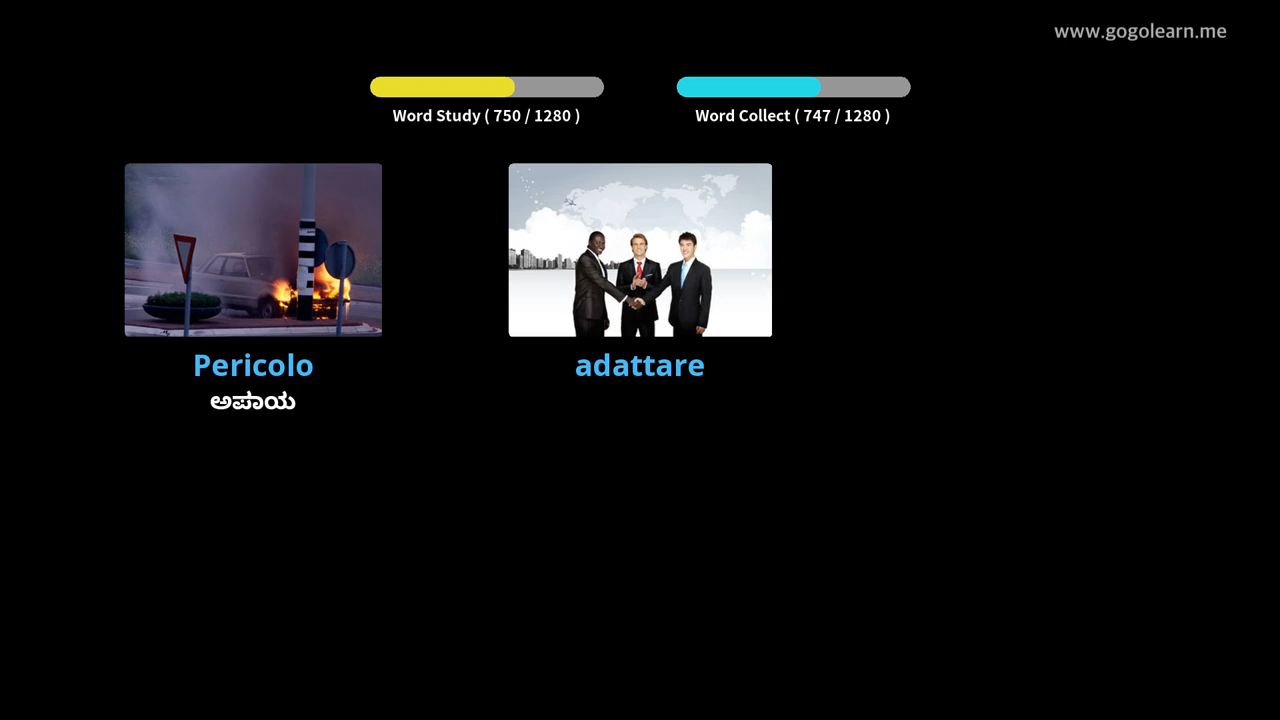 www.gogolearn.me
Word Study ( 750 / 1280 )
Word Collect ( 747 / 1280 )
Pericolo
ಅಪಾಯ
adattare